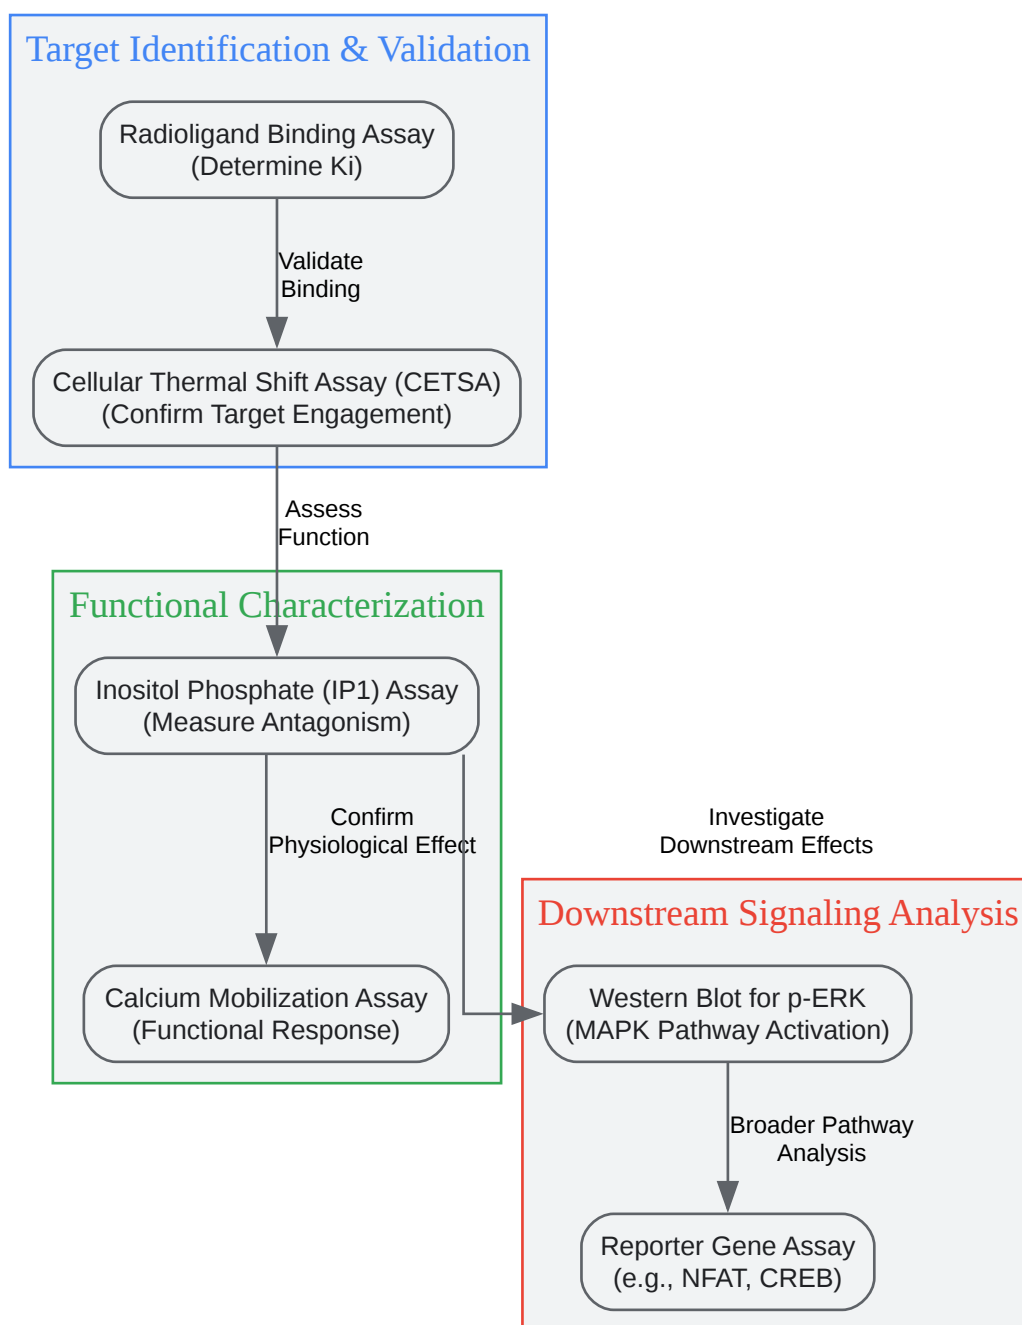 Target Identification & Validation
Radioligand Binding Assay
(Determine Ki)
Validate
Binding
Cellular Thermal Shift Assay (CETSA)
(Confirm Target Engagement)
Assess
Function
Functional Characterization
Inositol Phosphate (IP1) Assay
(Measure Antagonism)
Confirm
Physiological Effect
Investigate
Downstream Effects
Calcium Mobilization Assay
(Functional Response)
Downstream Signaling Analysis
Western Blot for p-ERK
(MAPK Pathway Activation)
Broader Pathway
Analysis
Reporter Gene Assay
(e.g., NFAT, CREB)